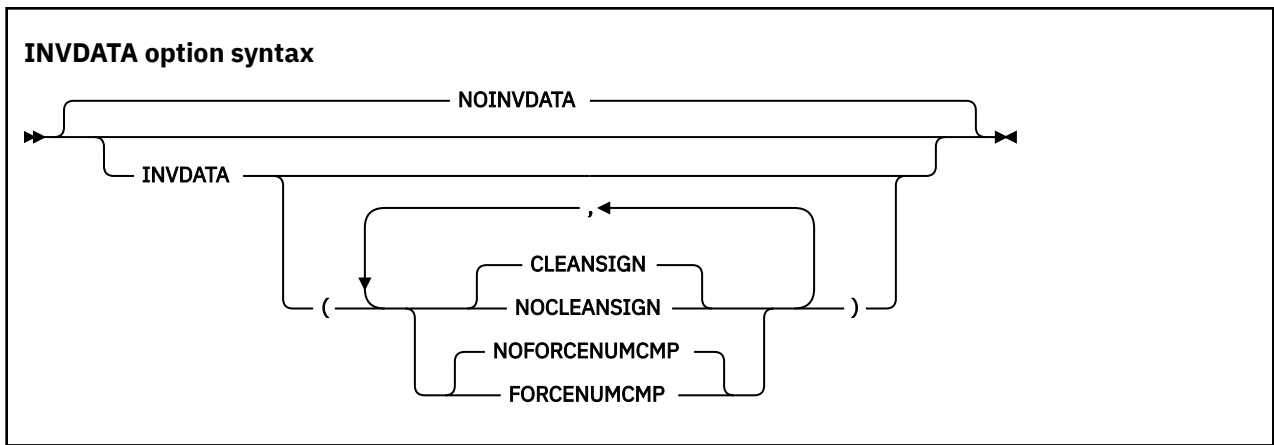 INVDATA option syntax
NOINVDATA
INVDATA
,
CLEANSIGN
( NOCLEANSIGN )
NOFORCENUMCMP
FORCENUMCMP